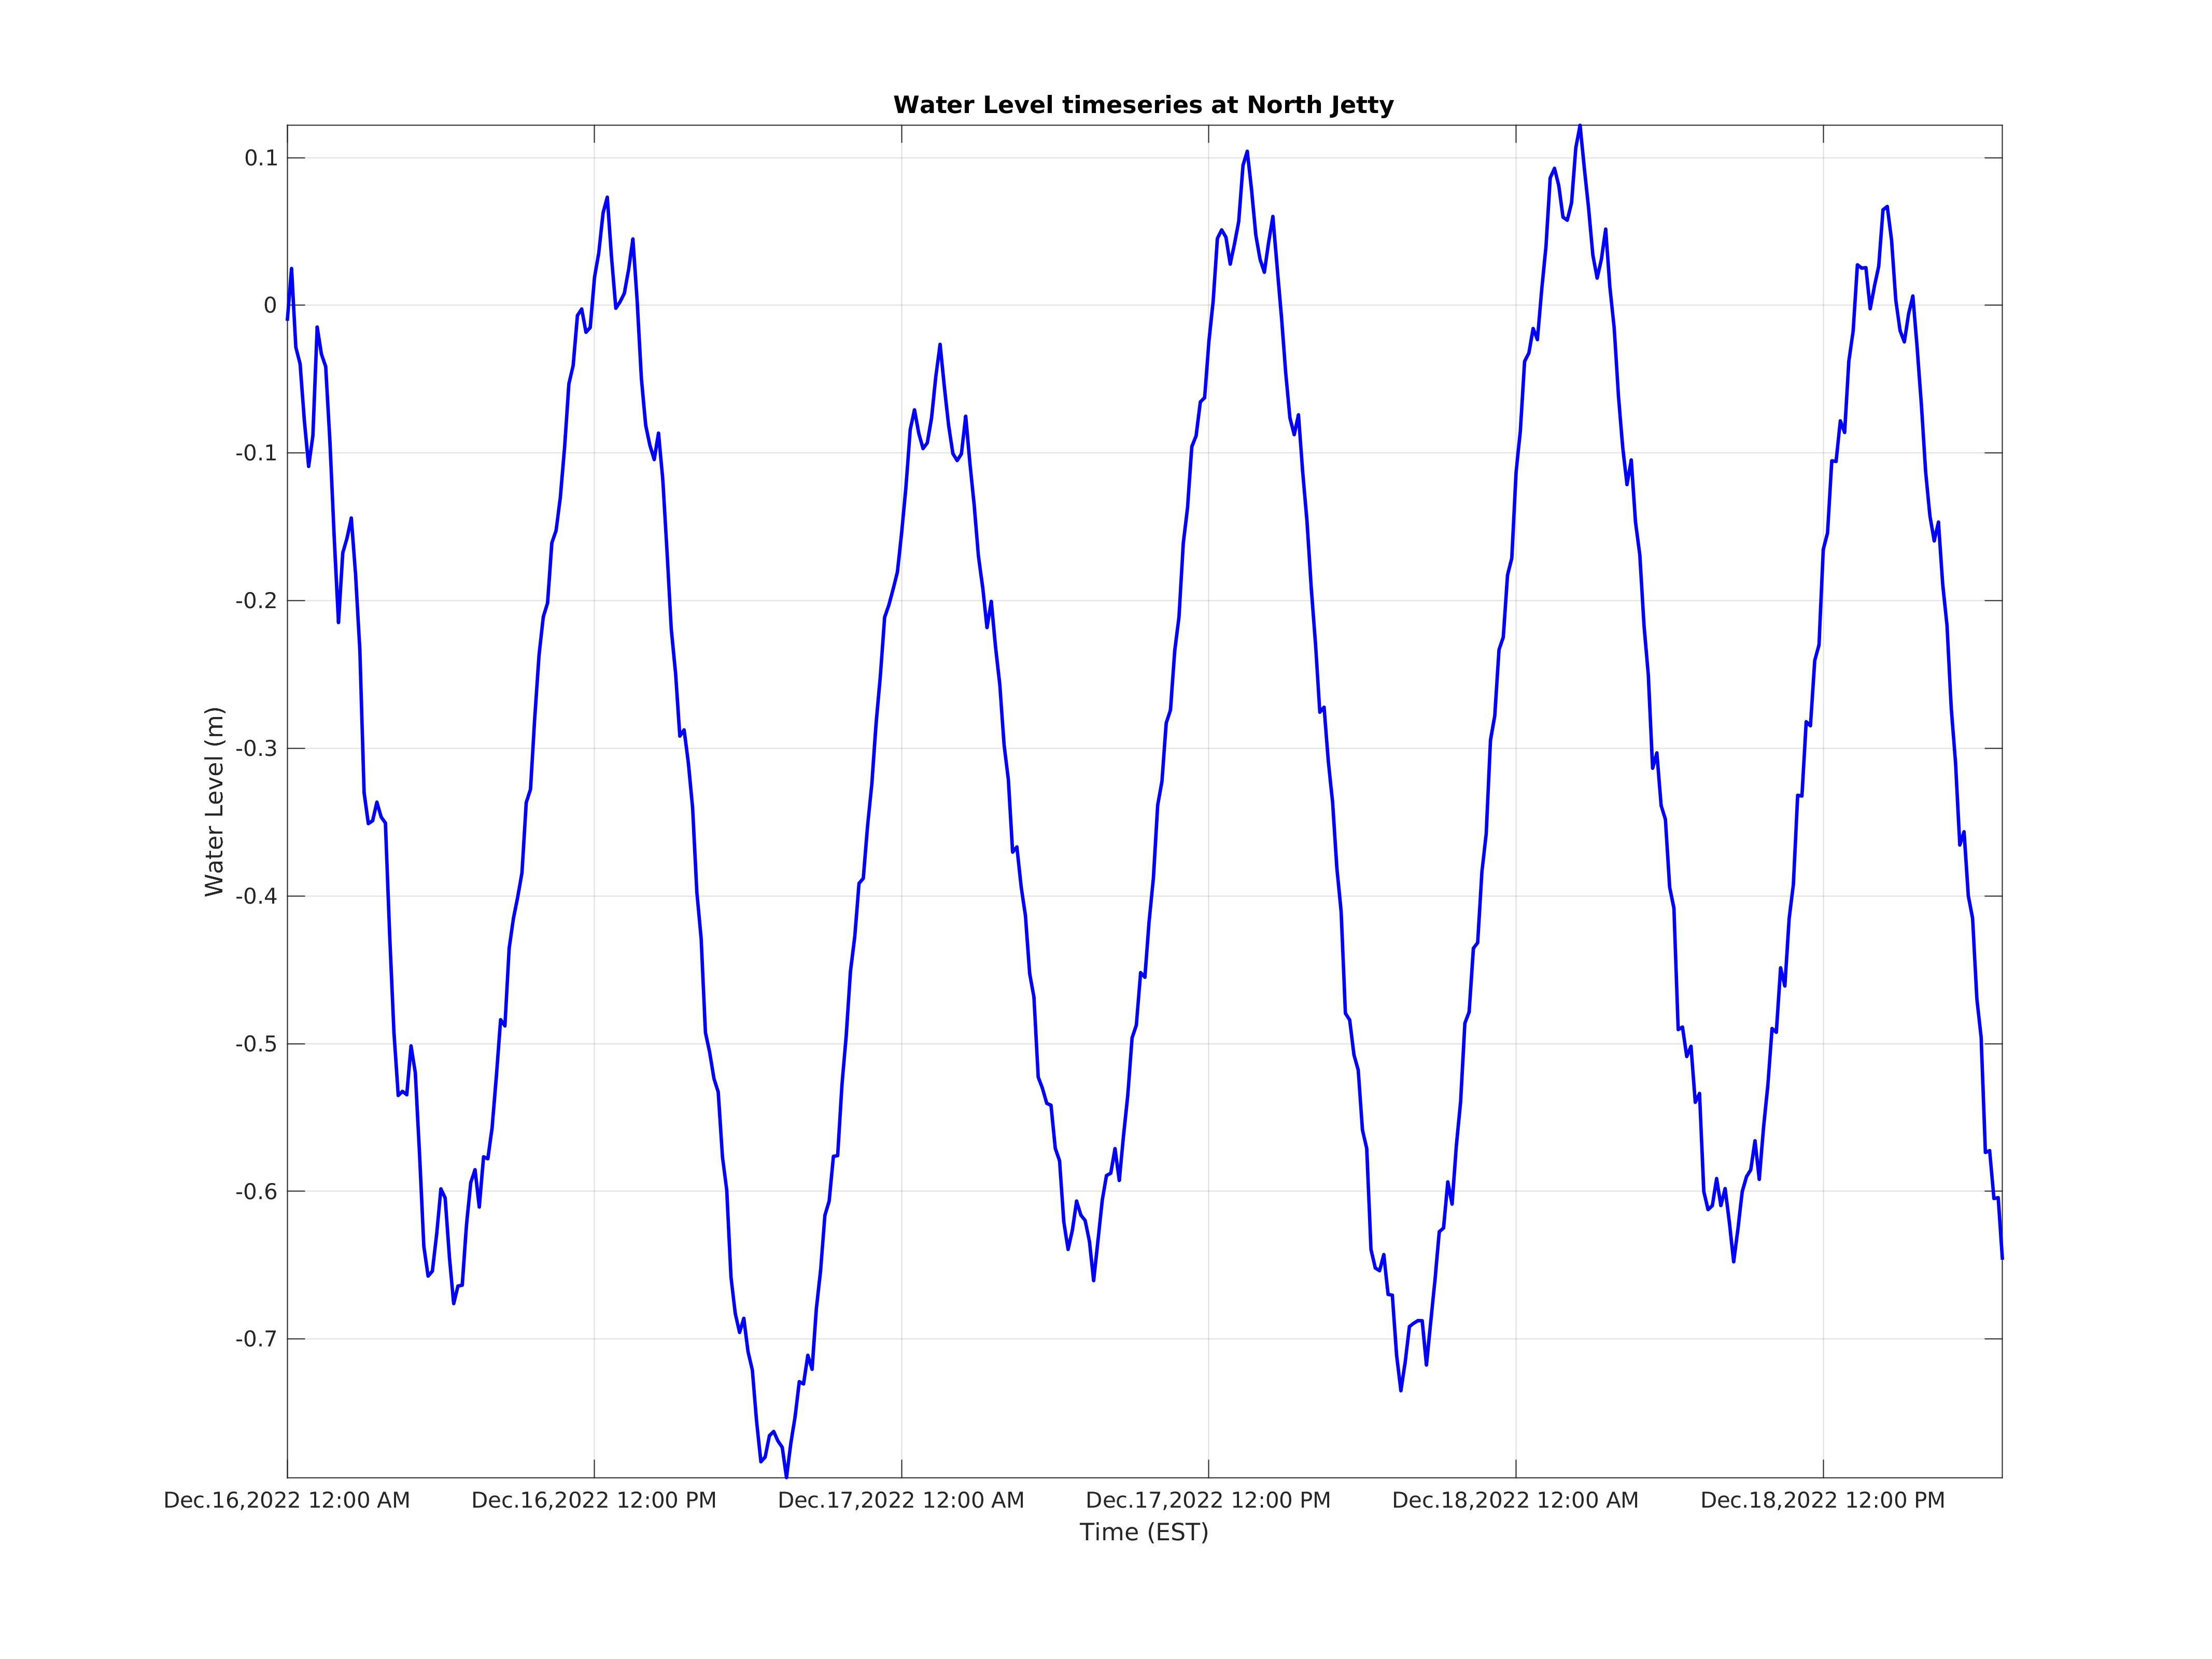 Water Level timeseries at North Jetty
0.1
0
-0.1
-0.2
-0.3
-0.4
-0.5
-0.6
-0.7
Water Level (m)
Dec.16,2022 12:00 AM
Dec.16,2022 12:00 PM
Dec.17,2022 12:00 AM
Dec.17,2022 12:00 PM
Dec.18,2022 12:00 AM
Dec.18,2022 12:00 PM
Time (EST)